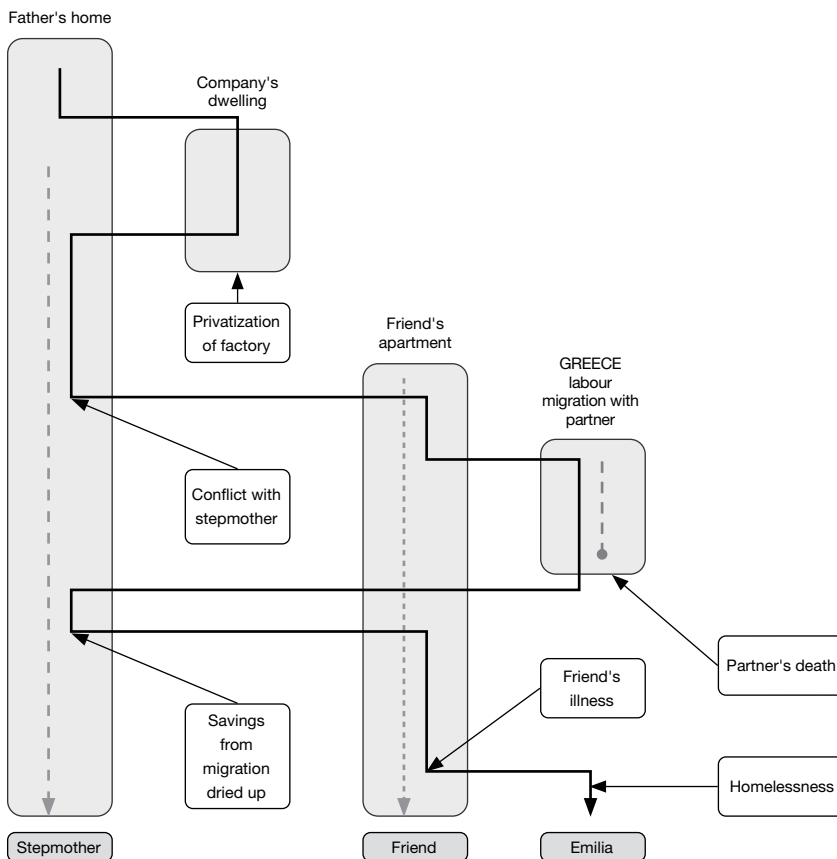 Father's home
Company's
dwelling
Privatization
of factory
Friend's
apartment
GREECE
labour
migration with
partner
Conflict with
stepmother
Partner's death
Friend's
illness
Savings
from
migration
dried up
Homelessness
Stepmother
Friend
Emilia